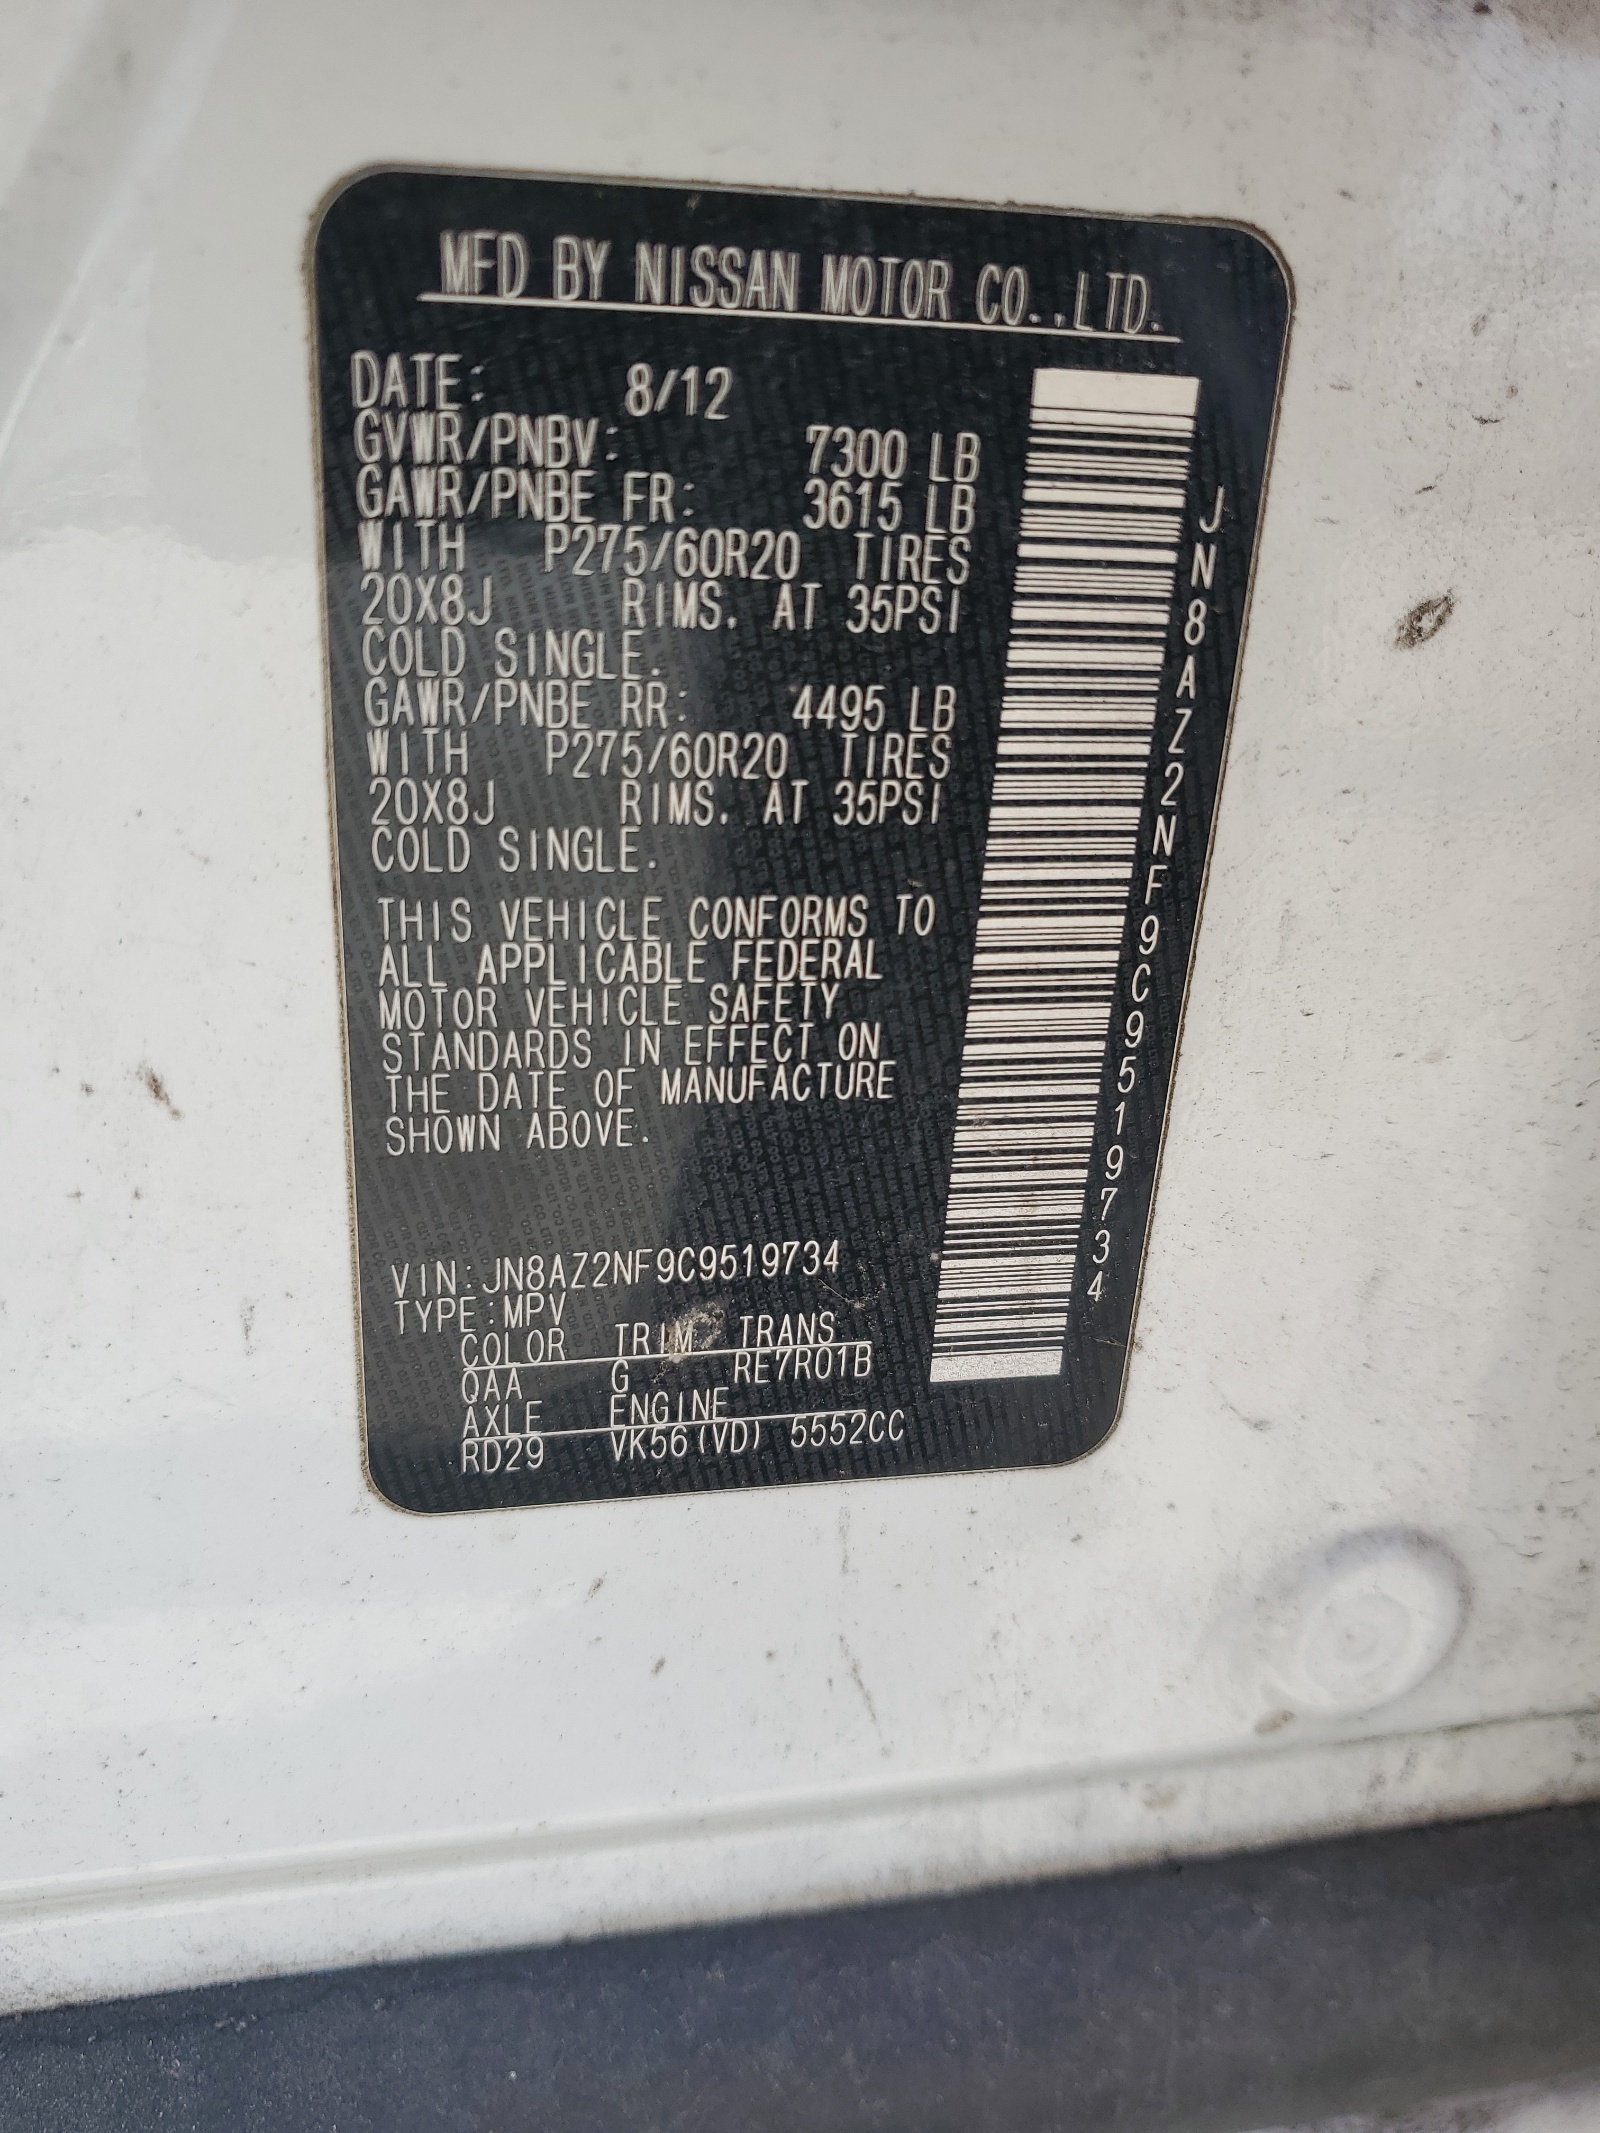 MFD BY NISSAN MOTOR CO.,LTD.
DATE: 8/12
GVWR/PNBV: 7300 LB
GAWR/PNBE FR: 3615 LB
WITH P275/60R20 TIRES
20X8J RIMS. AT 35PSI
COLD SINGLE.
GAWR/PNBE RR: 4495 LB
WITH P275/60R20 TIRES
20X8J RIMS. AT 35PSI
COLD SINGLE.
THIS VEHICLE CONFORMS TO
ALL APPLICABLE FEDERAL
MOTOR VEHICLE SAFETY
STANDARDS IN EFFECT ON
THE DATE OF MANUFACTURE
SHOWN ABOVE.
VIN:JN8AZ2NF9C9519734
TYPE:MPV
COLOR TRIM TRANS
QAA G RE7R01B
AXLE ENGINE
RD29 VK56(VD) 5552CC
JN8AZ2NF9C9519734